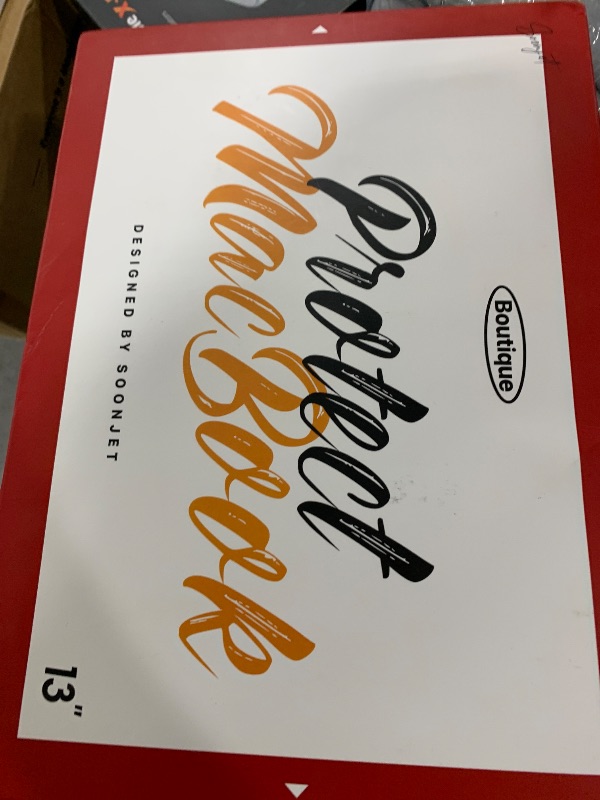 Boutique
Protect
MacBook
DESIGNED BY SOONJET
13"